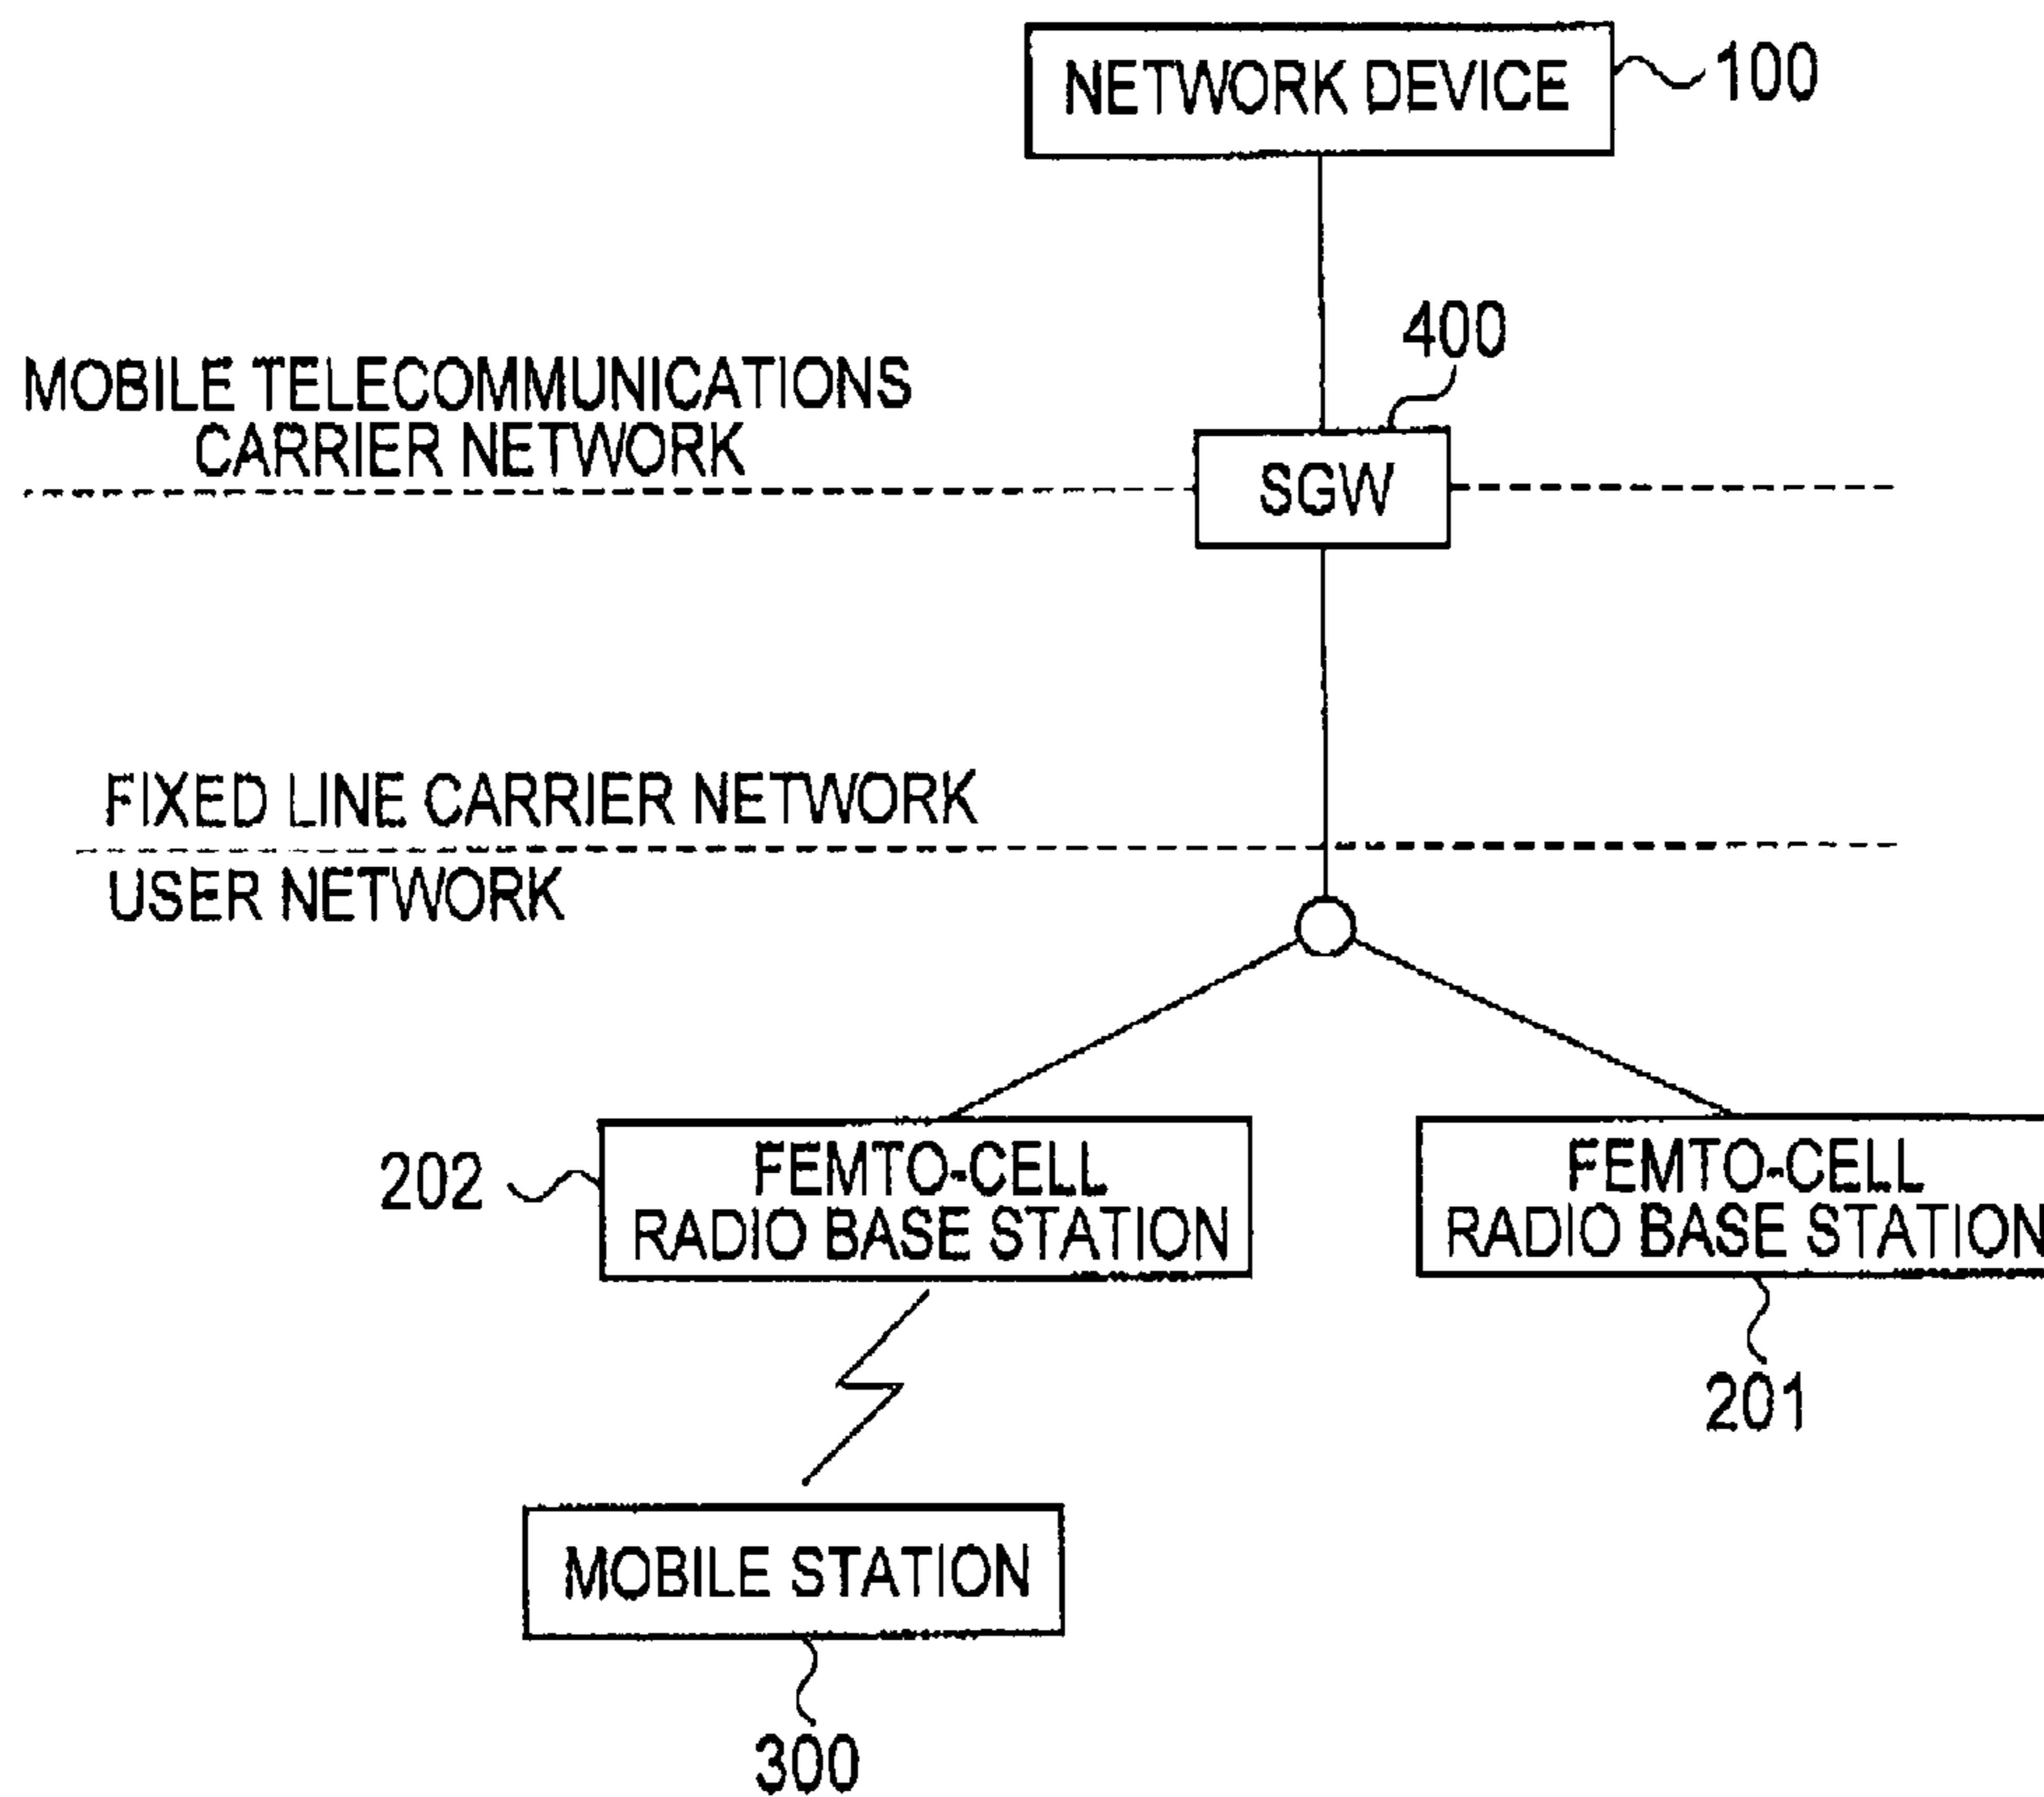 NETWORK DEVICE
100
400
MOBILE TELECOMMUNICATIONS
CARRIER NETWORK
SGW
FIXED LINE CARRIER NETWORK
USER NETWORK
202
FEMTO-CELL
RADIO BASE STATION
FEMTO-CELL
RADIO BASE STATION
201
MOBILE STATION
300